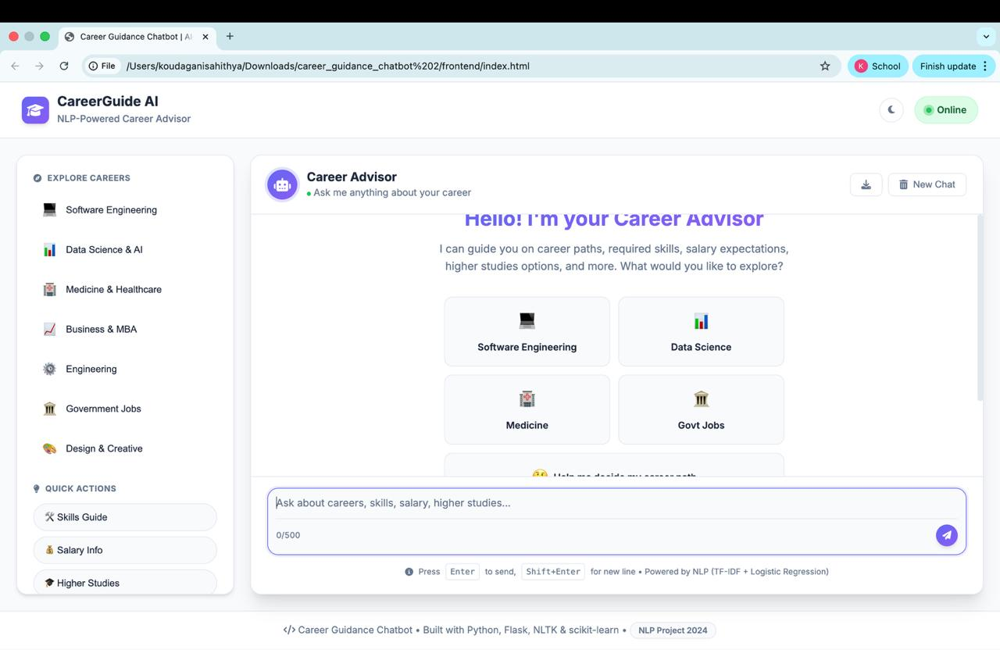 Career Guidance Chatbot | AI
File /Users/koudaganisahithya/Downloads/career_guidance_chatbot%202/frontend/index.html
K School
Finish update
CareerGuide AI
NLP-Powered Career Advisor
Online
EXPLORE CAREERS
Software Engineering
Data Science & AI
Medicine & Healthcare
Business & MBA
Engineering
Government Jobs
Design & Creative
QUICK ACTIONS
Skills Guide
Salary Info
Higher Studies
Career Advisor
Ask me anything about your career
New Chat
Hello! I'm your Career Advisor
I can guide you on career paths, required skills, salary expectations,
higher studies options, and more. What would you like to explore?
Software Engineering
Data Science
Medicine
Govt Jobs
Help me decide my career path
Ask about careers, skills, salary, higher studies...
0/500
Press Enter to send, Shift+Enter for new line • Powered by NLP (TF-IDF + Logistic Regression)
</> Career Guidance Chatbot • Built with Python, Flask, NLTK & scikit-learn • NLP Project 2024